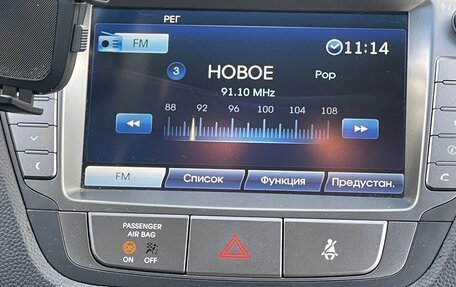 РЕГ
FM
11:14
3
НОВОЕ
Pop
91.10 MHz
88 92 96 100 104 108
FM
Список
Функция
Предустан.
PASSENGER
AIR BAG
ON OFF